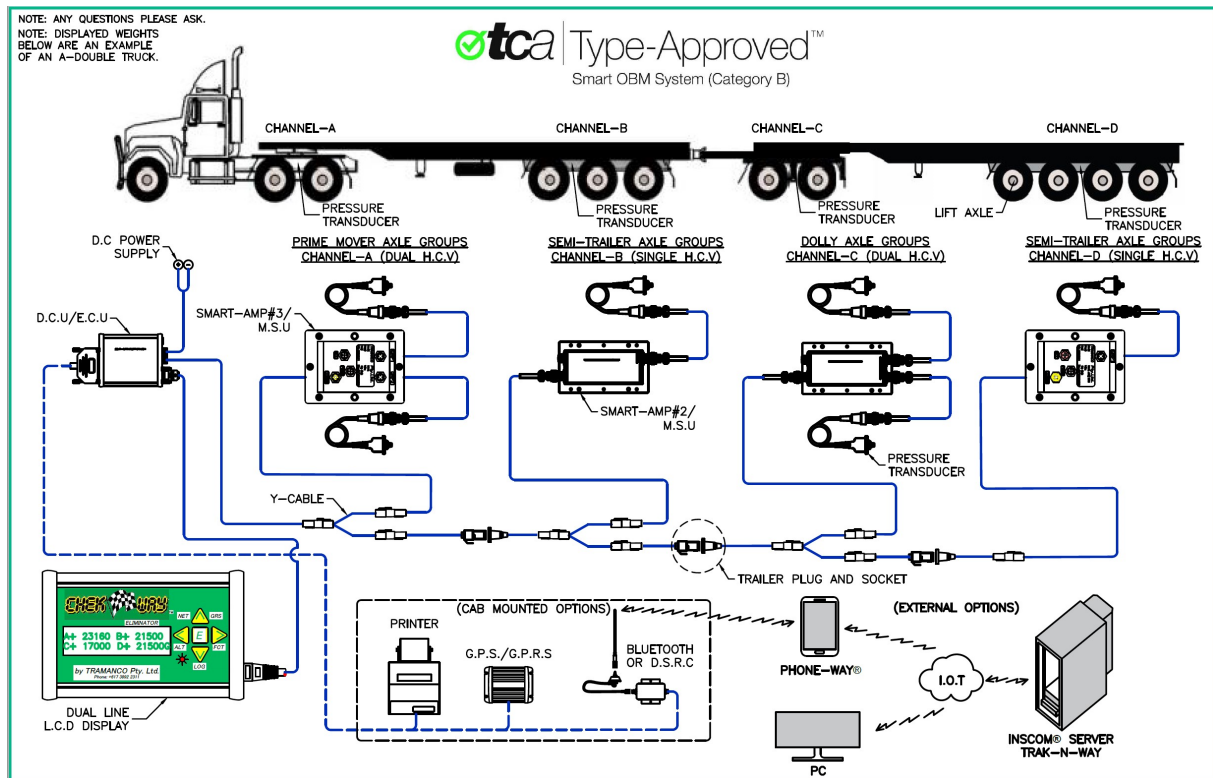 NOTE: ANY QUESTIONS PLEASE ASK.
NOTE: DISPLAYED WEIGHTS
BELOW ARE AN EXAMPLE
OF AN A-DOUBLE TRUCK.
tca Type-Approved™
Smart OBM System (Category B)
CHANNEL-A
CHANNEL-B
CHANNEL-C
CHANNEL-D
PRESSURE
TRANSDUCER
PRESSURE
TRANSDUCER
PRESSURE
TRANSDUCER
LIFT AXLE
PRESSURE
TRANSDUCER
D.C POWER
SUPPLY
PRIME MOVER AXLE GROUPS
CHANNEL-A (DUAL H.C.V)
SEMI-TRAILER AXLE GROUPS
CHANNEL-B (SINGLE H.C.V)
DOLLY AXLE GROUPS
CHANNEL-C (DUAL H.C.V)
SEMI-TRAILER AXLE GROUPS
CHANNEL-D (SINGLE H.C.V)
D.C.U/E.C.U
SMART-AMP#3/
M.S.U
SMART-AMP#2/
M.S.U
PRESSURE
TRANSDUCER
Y-CABLE
TRAILER PLUG AND SOCKET
CHEK WAY
ELIMINATOR
A+ 23160 B+ 21500
C+ 17000 D+ 21500G
NET
GRS
E
ALT
FCT
LOG
by TRAMANCO Pty. Ltd.
Phone: +617 3892 2311
DUAL LINE
L.C.D DISPLAY
(CAB MOUNTED OPTIONS)
PRINTER
G.P.S./G.P.R.S
BLUETOOTH
OR D.S.R.C
(EXTERNAL OPTIONS)
PHONE-WAY®
I.O.T
PC
INSCOM® SERVER
TRAK-N-WAY